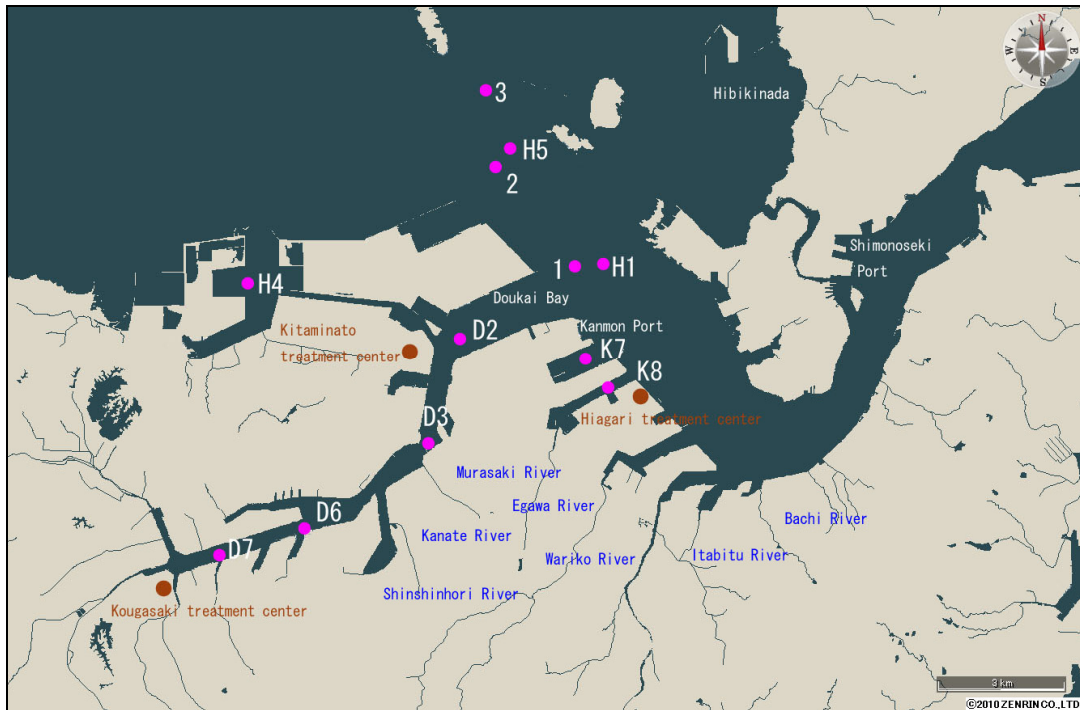 N
W
E
S
3
Hibikinada
H5
2
Shimonoseki
Port
1
H1
H4
Doukai Bay
Kitaminato
treatment center
D2
Kanmon Port
K7
K8
Hiagari treatment center
D3
Murasaki River
Egawa River
Bachi River
D6
Kanate River
Wariko River
Itabitu River
D7
Shinshinhori River
Kougasaki treatment center
3 km
©2010 ZENRIN CO., LTD